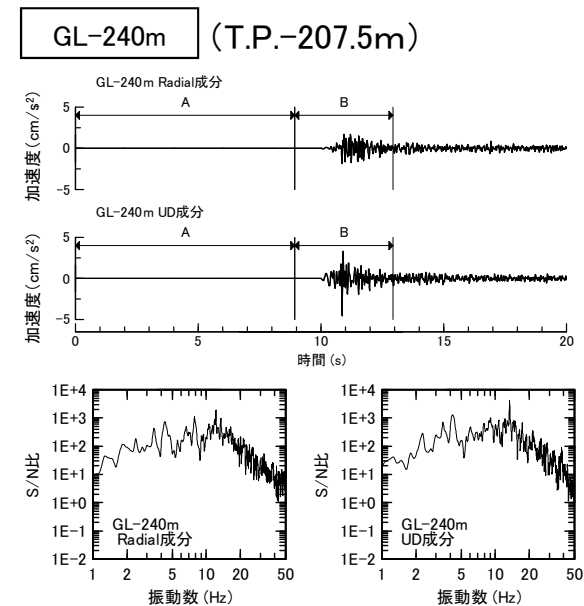 GL-240m (T.P.-207.5m)
GL-240m Radial成分
加速度(cm/s²)
5
0
-5
A
B
GL-240m UD成分
加速度(cm/s²)
5
0
-5
A
B
0 5 10 15 20
時間(s)
S/N比
1E+4
1E+3
1E+2
1E+1
1E+0
1E-1
1E-2
GL-240m
Radial成分
1 2 5 10 20 50
振動数(Hz)
S/N比
1E+4
1E+3
1E+2
1E+1
1E+0
1E-1
1E-2
GL-240m
UD成分
1 2 5 10 20 50
振動数(Hz)